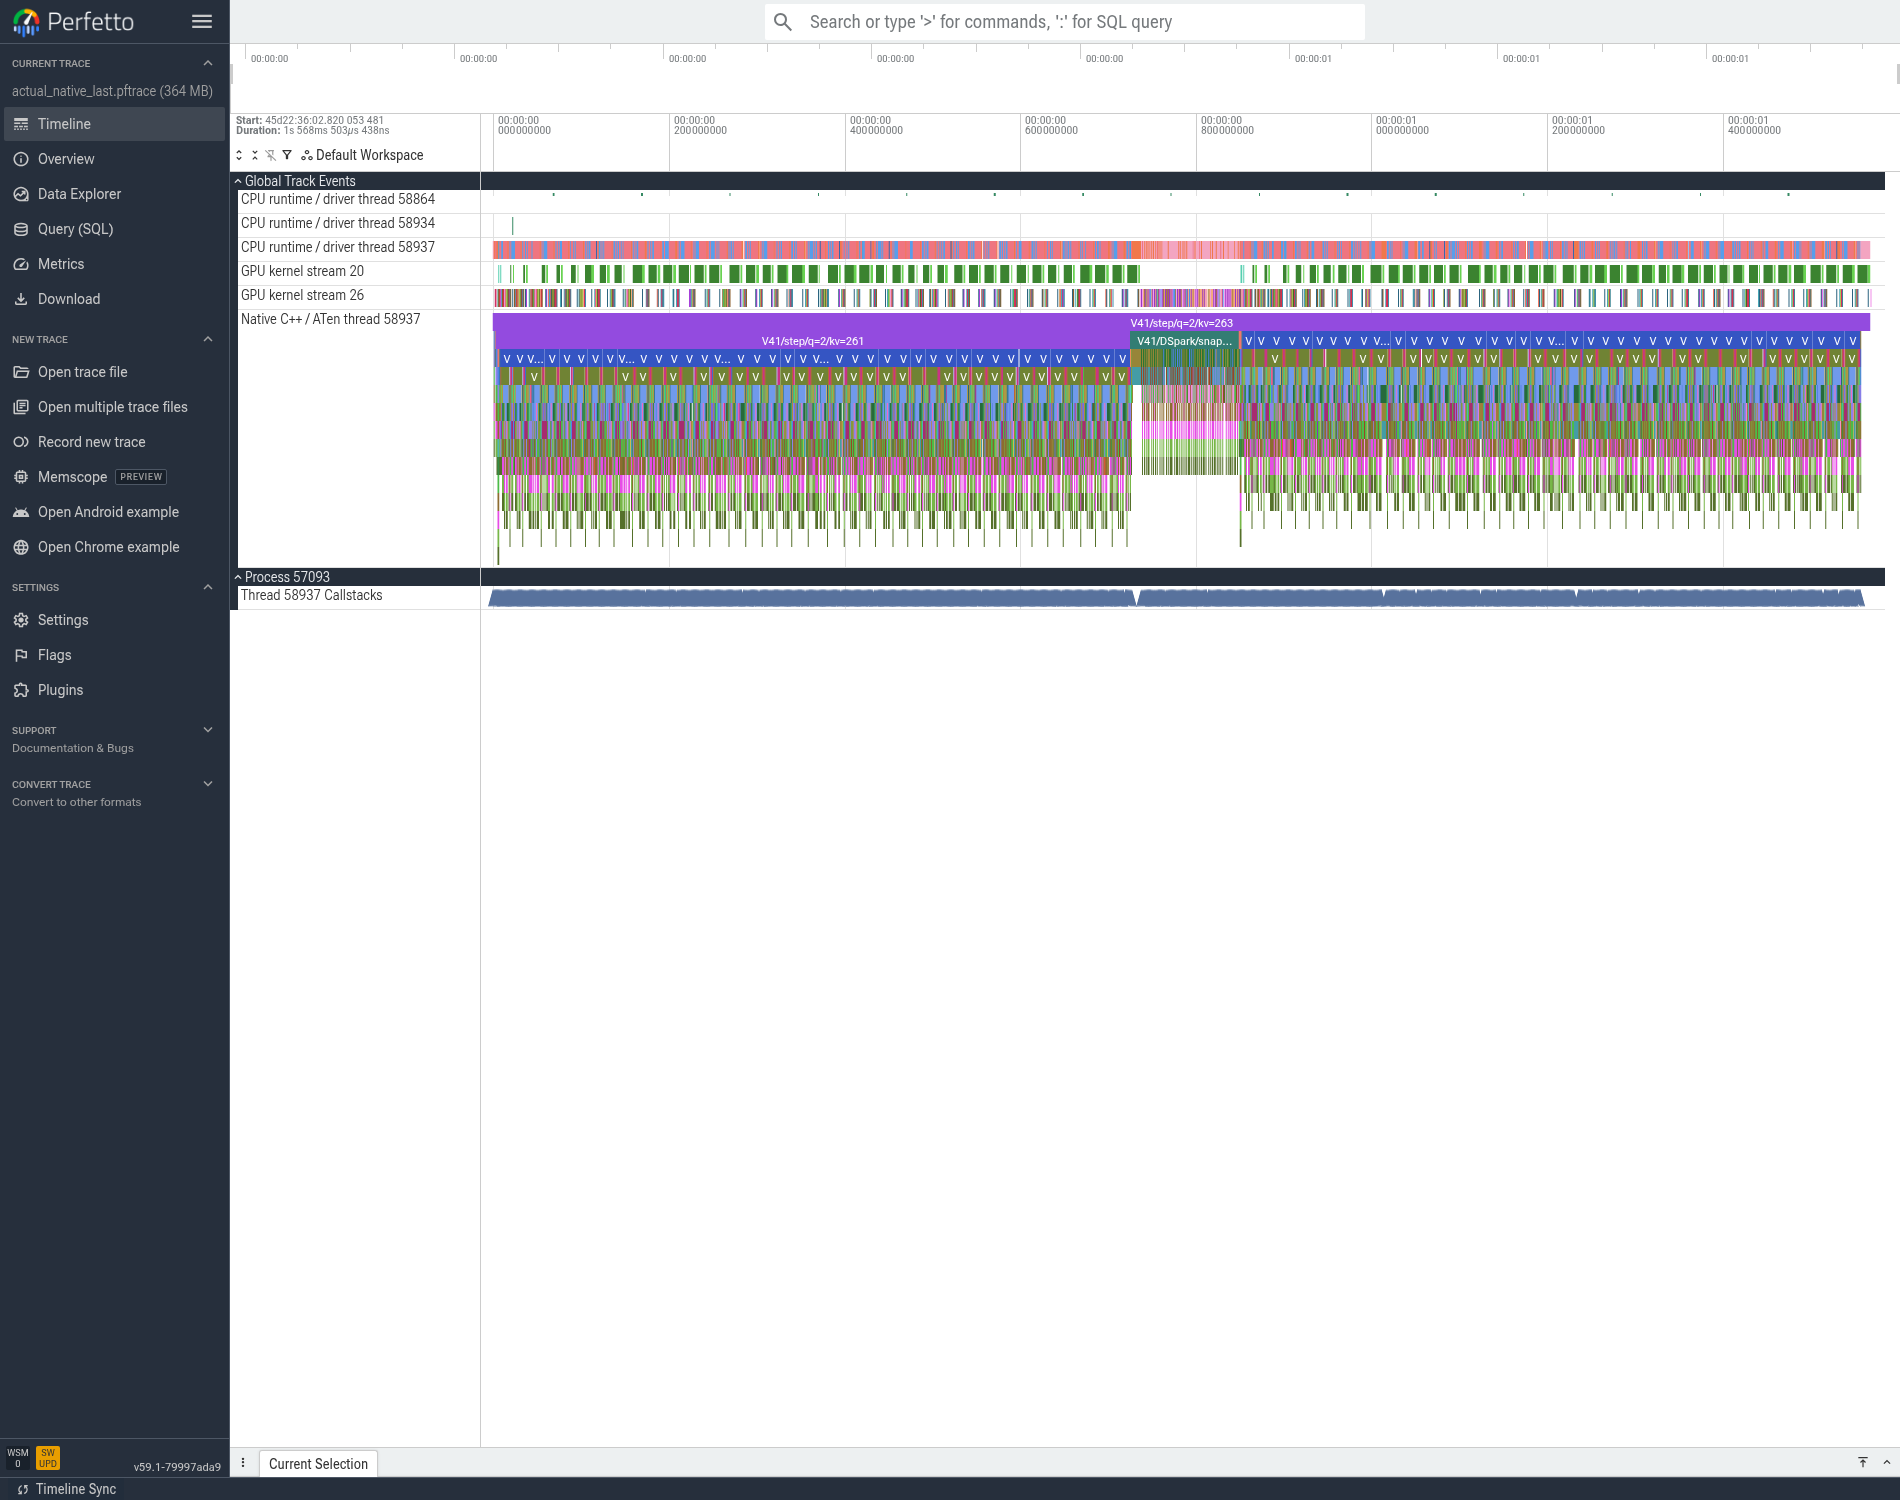 Perfetto
Search or type '>' for commands, ':' for SQL query
CURRENT TRACE
actual_native_last.pftrace (364 MB)
Timeline
Overview
Data Explorer
Query (SQL)
Metrics
Download
NEW TRACE
Open trace file
Open multiple trace files
Record new trace
Memscope PREVIEW
Open Android example
Open Chrome example
SETTINGS
Settings
Flags
Plugins
SUPPORT
Documentation & Bugs
CONVERT TRACE
Convert to other formats
WSM 0
SW UPD
v59.1-79997ada9
Timeline Sync
00:00:00 00:00:00 00:00:00 00:00:00 00:00:00 00:00:01 00:00:01 00:00:01
Start: 45d22:36:02.820 053 481
Duration: 1s 568ms 503µs 438ns
00:00:00 00:00:00 00:00:00 00:00:00 00:00:00 00:00:01 00:00:01 00:00:01
000000000 200000000 400000000 600000000 800000000 000000000 200000000 400000000
Default Workspace
Global Track Events
CPU runtime / driver thread 58864
CPU runtime / driver thread 58934
CPU runtime / driver thread 58937
GPU kernel stream 20
GPU kernel stream 26
Native C++ / ATen thread 58937
V41/step/q=2/kv=263
V41/step/q=2/kv=261 V41/DSpark/snap...
V V V... V V V V V V... V V V V V V... V V V V V... V V V V V V V V V V V V V V V V V V V
Process 57093
Thread 58937 Callstacks
Current Selection